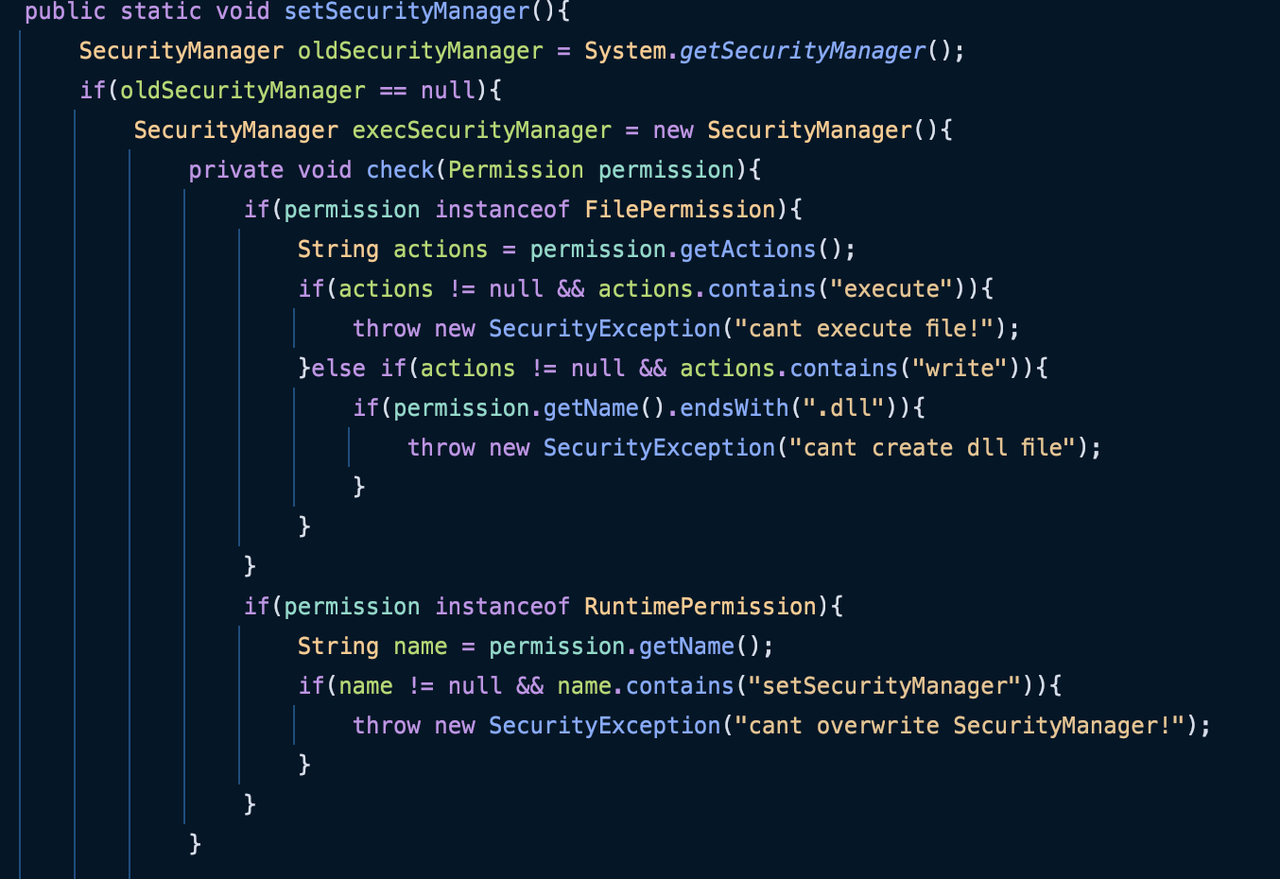 public static void setSecurityManager(){
SecurityManager oldSecurityManager = System.getSecurityManager();
if(oldSecurityManager == null){
SecurityManager execSecurityManager = new SecurityManager(){
private void check(Permission permission){
if(permission instanceof FilePermission){
String actions = permission.getActions();
if(actions != null && actions.contains("execute")){
throw new SecurityException("cant execute file!");
}else if(actions != null && actions.contains("write")){
if(permission.getName().endsWith(".dll")){
throw new SecurityException("cant create dll file");
}
}
}
if(permission instanceof RuntimePermission){
String name = permission.getName();
if(name != null && name.contains("setSecurityManager")){
throw new SecurityException("cant overwrite SecurityManager!");
}
}
}